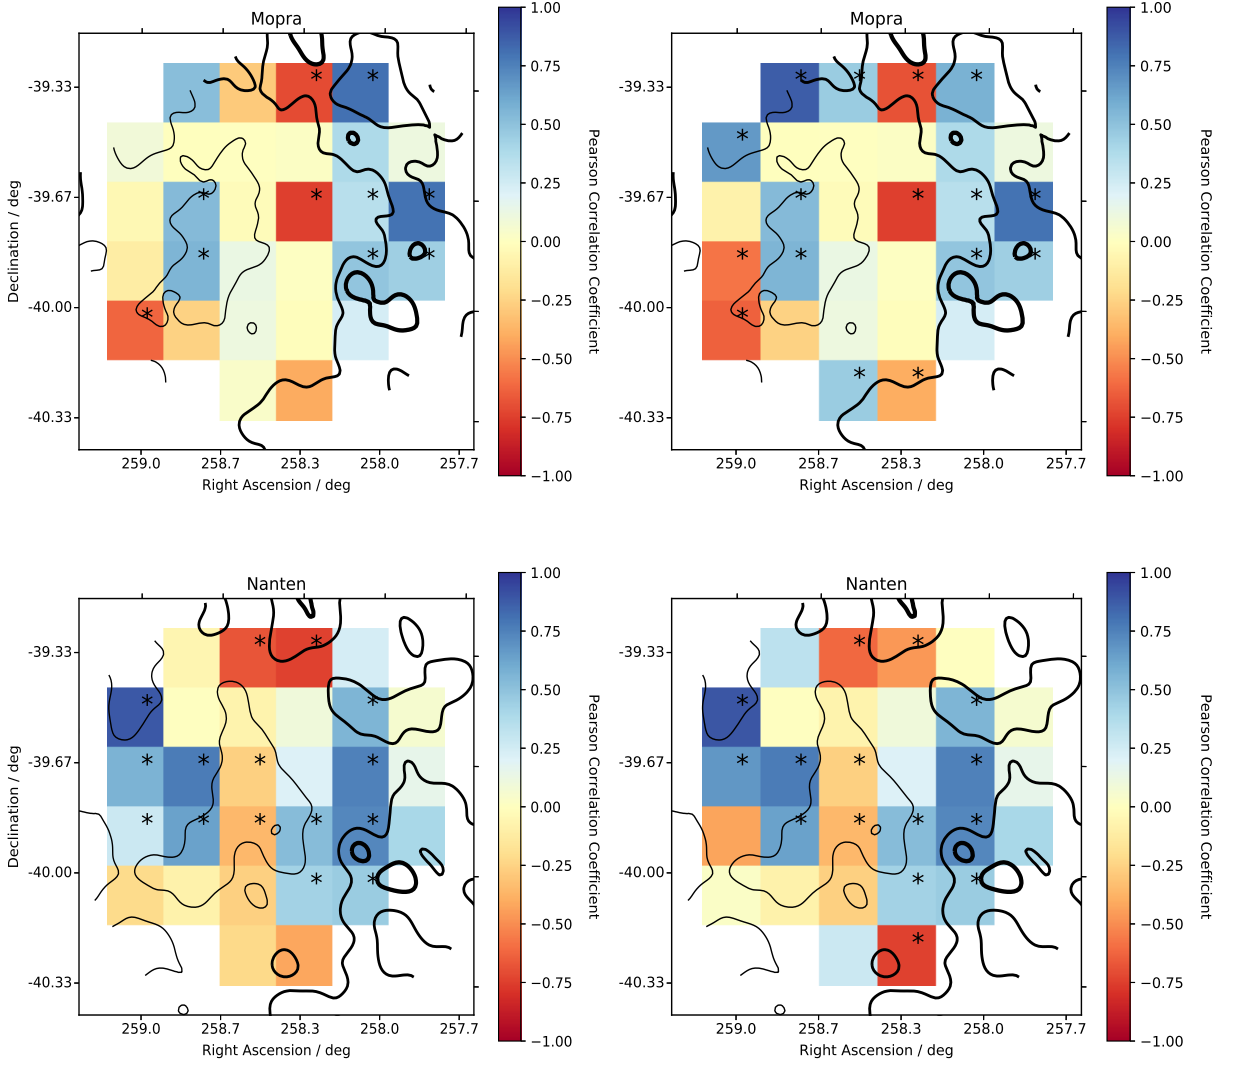 Mopra
-39.33
-39.67
-40.00
-40.33
Declination / deg
259.0 258.7 258.3 258.0 257.7
Right Ascension / deg
1.00
0.75
0.50
0.25
0.00
−0.25
−0.50
−0.75
−1.00
Pearson Correlation Coefficient
Mopra
-39.33
-39.67
-40.00
-40.33
259.0 258.7 258.3 258.0 257.7
Right Ascension / deg
1.00
0.75
0.50
0.25
0.00
−0.25
−0.50
−0.75
−1.00
Pearson Correlation Coefficient
Nanten
-39.33
-39.67
-40.00
-40.33
Declination / deg
259.0 258.7 258.3 258.0 257.7
Right Ascension / deg
1.00
0.75
0.50
0.25
0.00
−0.25
−0.50
−0.75
−1.00
Pearson Correlation Coefficient
Nanten
-39.33
-39.67
-40.00
-40.33
259.0 258.7 258.3 258.0 257.7
Right Ascension / deg
1.00
0.75
0.50
0.25
0.00
−0.25
−0.50
−0.75
−1.00
Pearson Correlation Coefficient